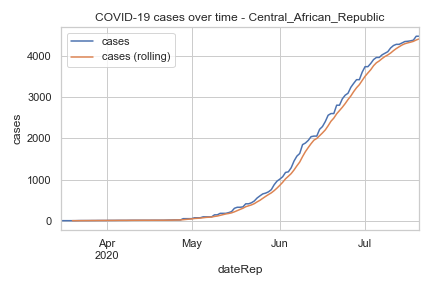 COVID-19 cases over time - Central_African_Republic
cases
cases (rolling)
cases
4000
3000
2000
1000
0
Apr
2020
May
Jun
Jul
dateRep